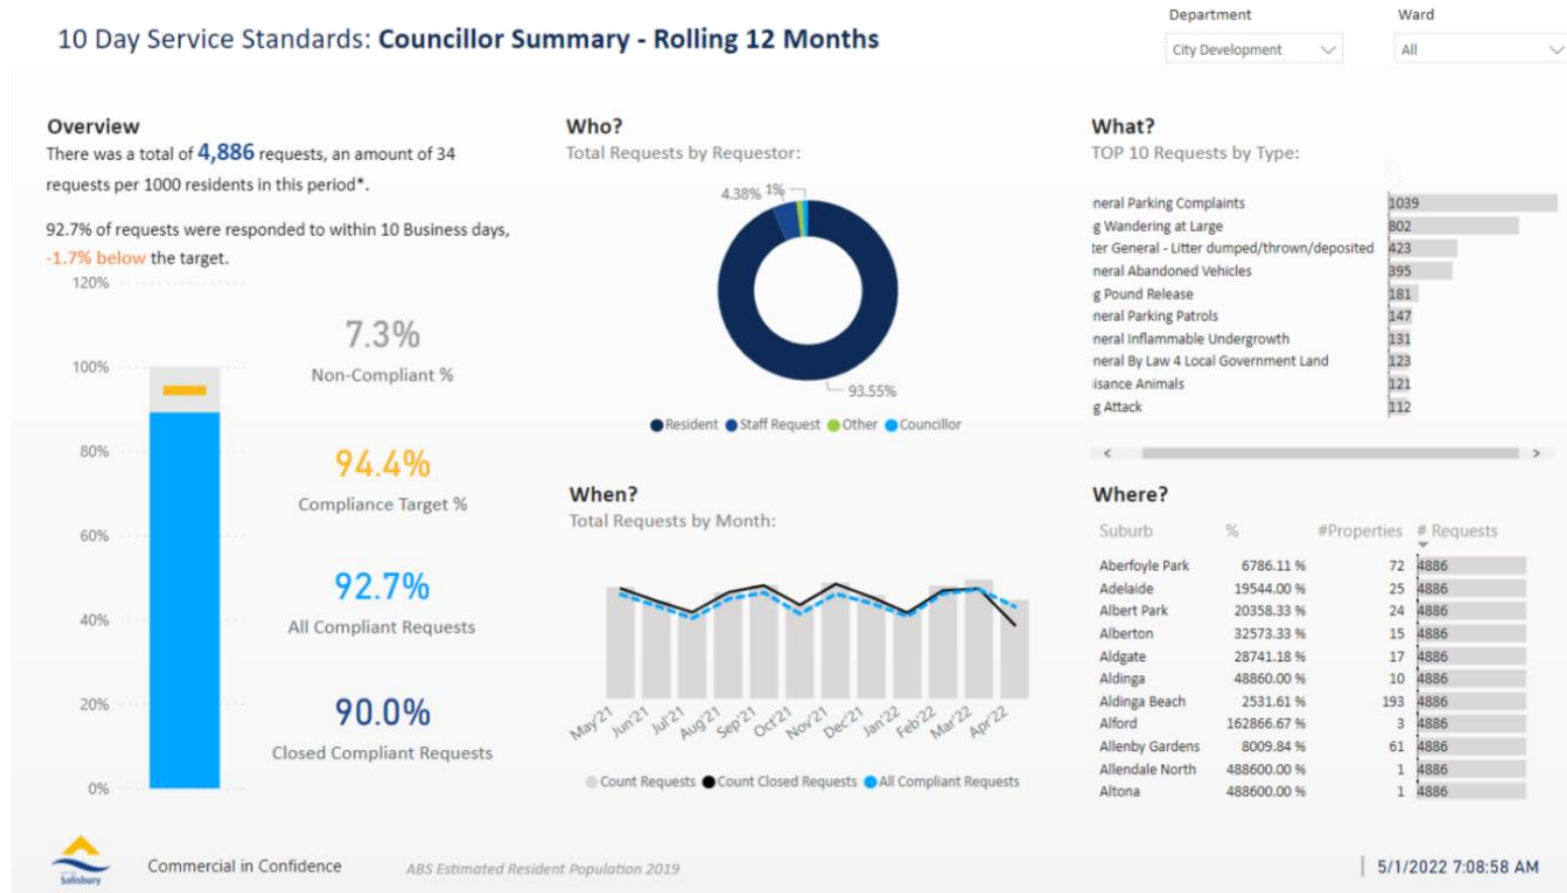 10 Day Service Standards: Councillor Summary - Rolling 12 Months
Department
Ward
City Development
All
Overview
There was a total of 4,886 requests, an amount of 34
requests per 1000 residents in this period*.
92.7% of requests were responded to within 10 Business days,
-1.7% below the target.
120%
100%
80%
60%
40%
20%
0%
7.3%
Non-Compliant %
94.4%
Compliance Target %
92.7%
All Compliant Requests
90.0%
Closed Compliant Requests
Who?
Total Requests by Requestor:
4.38% 1%
93.55%
Resident Staff Request Other Councillor
When?
Total Requests by Month:
May'21 Jun'21 Jul'21 Aug'21 Sep'21 Oct'21 Nov'21 Dec'21 Jan'22 Feb'22 Mar'22 Apr'22
Count Requests Count Closed Requests All Compliant Requests
What?
TOP 10 Requests by Type:
neral Parking Complaints 1039
g Wandering at Large 802
ter General - Litter dumped/thrown/deposited 423
neral Abandoned Vehicles 395
g Pound Release 181
neral Parking Patrols 147
neral Inflammable Undergrowth 131
neral By Law 4 Local Government Land 123
isance Animals 121
g Attack 112
Where?
Suburb % #Properties # Requests
Aberfoyle Park 6786.11 % 72 4886
Adelaide 19544.00 % 25 4886
Albert Park 20358.33 % 24 4886
Alberton 32573.33 % 15 4886
Aldgate 28741.18 % 17 4886
Aldinga 48860.00 % 10 4886
Aldinga Beach 2531.61 % 193 4886
Alford 162866.67 % 3 4886
Allenby Gardens 8009.84 % 61 4886
Allendale North 488600.00 % 1 4886
Altona 488600.00 % 1 4886
Salisbury
Commercial in Confidence
ABS Estimated Resident Population 2019
5/1/2022 7:08:58 AM